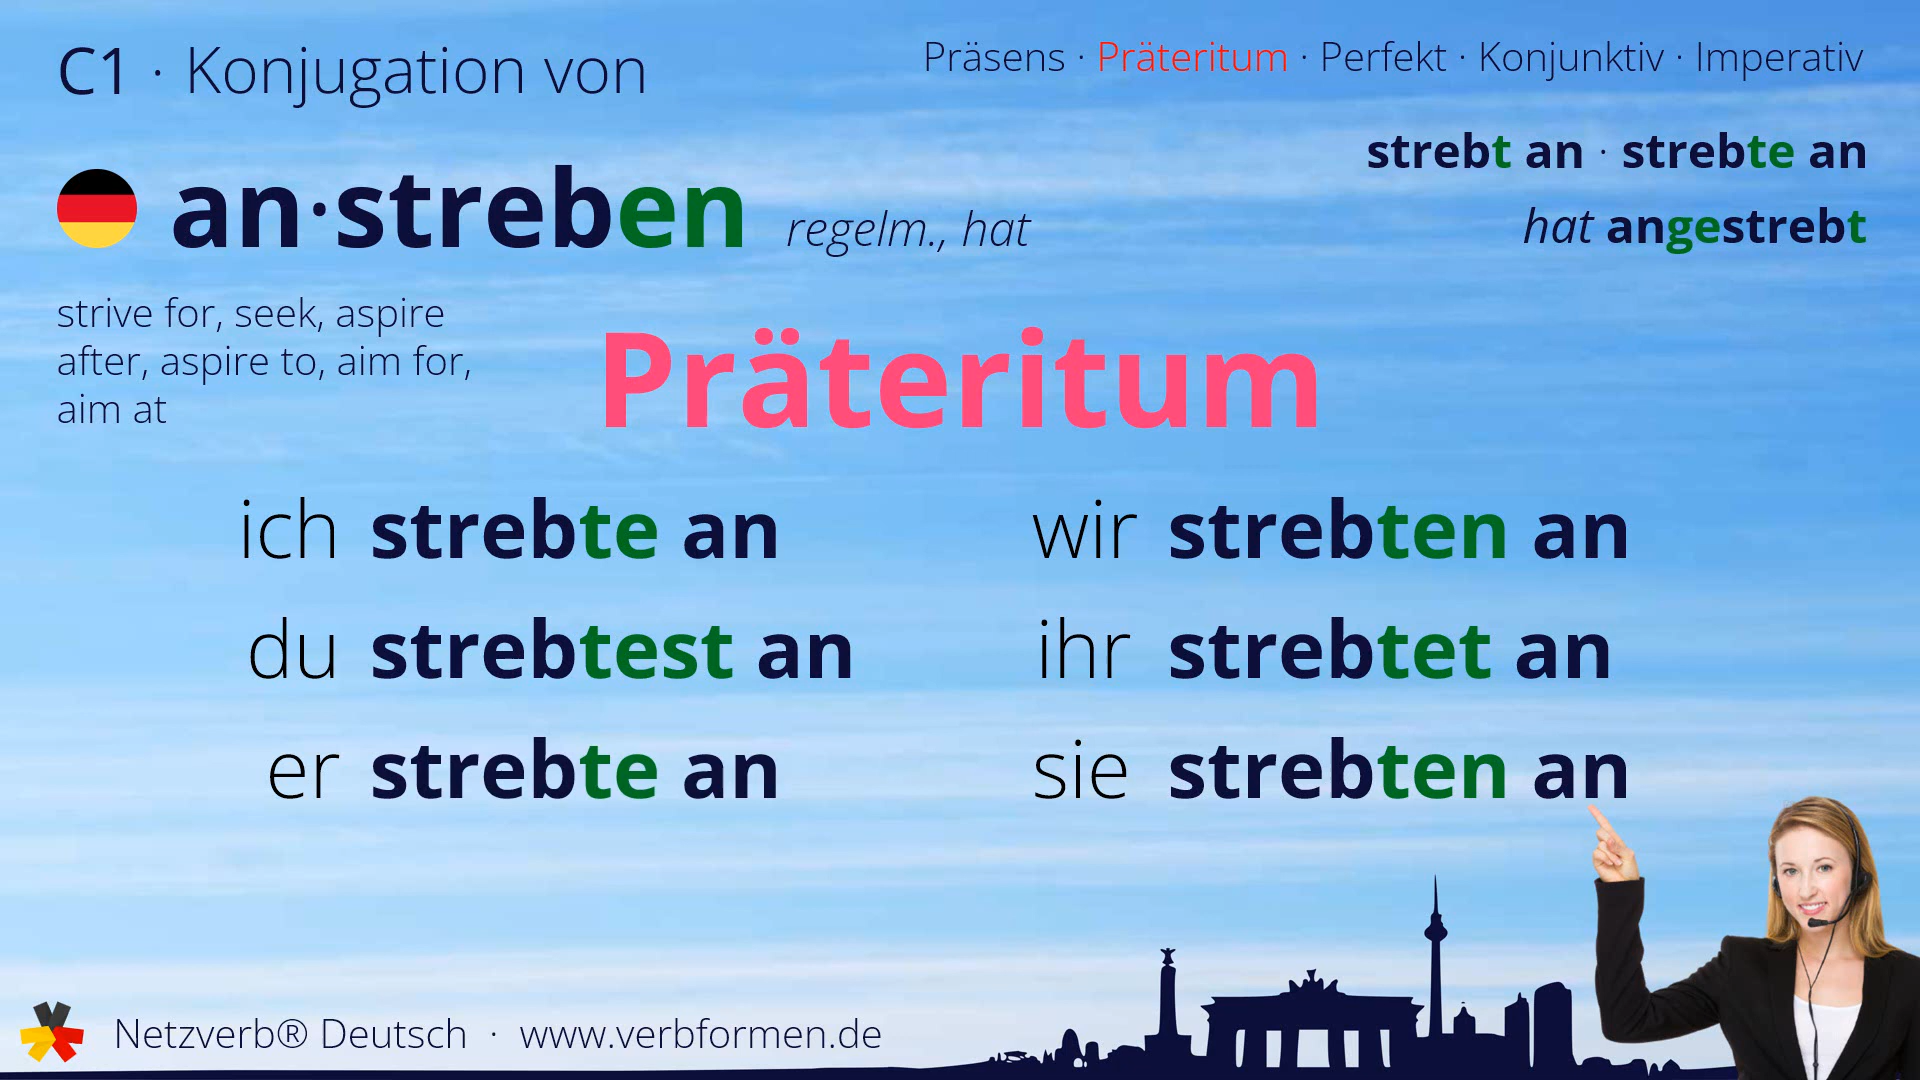 C1 · Konjugation von
Präsens · Präteritum · Perfekt · Konjunktiv · Imperativ
an·streben regelm., hat
strebt an · strebte an
hat angestrebt
strive for, seek, aspire
after, aspire to, aim for,
aim at
Präteritum
ich strebte an
du strebtest an
er strebte an
wir strebten an
ihr strebtet an
sie strebten an
Netzverb® Deutsch · www.verbformen.de